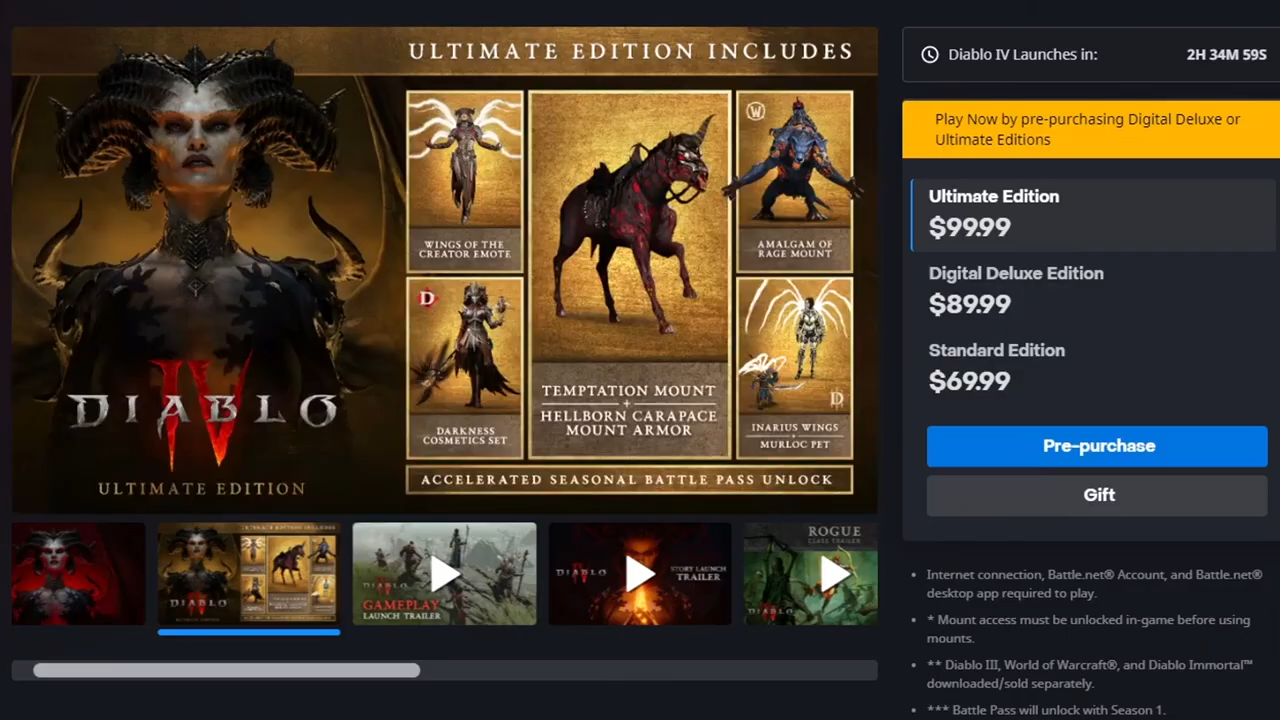 ULTIMATE EDITION INCLUDES
WINGS OF THE
CREATOR EMOTE
AMALGAM OF
RAGE MOUNT
TEMPTATION MOUNT
+
HELLBORN CARAPACE
MOUNT ARMOR
DARKNESS
COSMETICS SET
INARIUS WINGS
+
MURLOC PET
ACCELERATED SEASONAL BATTLE PASS UNLOCK
DIABLO
IV
ULTIMATE EDITION
DIABLO
GAMEPLAY
LAUNCH TRAILER
DIABLO
STORY LAUNCH
TRAILER
ROGUE
CLASS TRAILER
DIABLO
Diablo IV Launches in: 2H 34M 59S
Play Now by pre-purchasing Digital Deluxe or
Ultimate Editions
Ultimate Edition
$99.99
Digital Deluxe Edition
$89.99
Standard Edition
$69.99
Pre-purchase
Gift
• Internet connection, Battle.net® Account, and Battle.net®
desktop app required to play.
• * Mount access must be unlocked in-game before using
mounts.
• ** Diablo III, World of Warcraft®, and Diablo Immortal™
downloaded/sold separately.
• *** Battle Pass will unlock with Season 1.